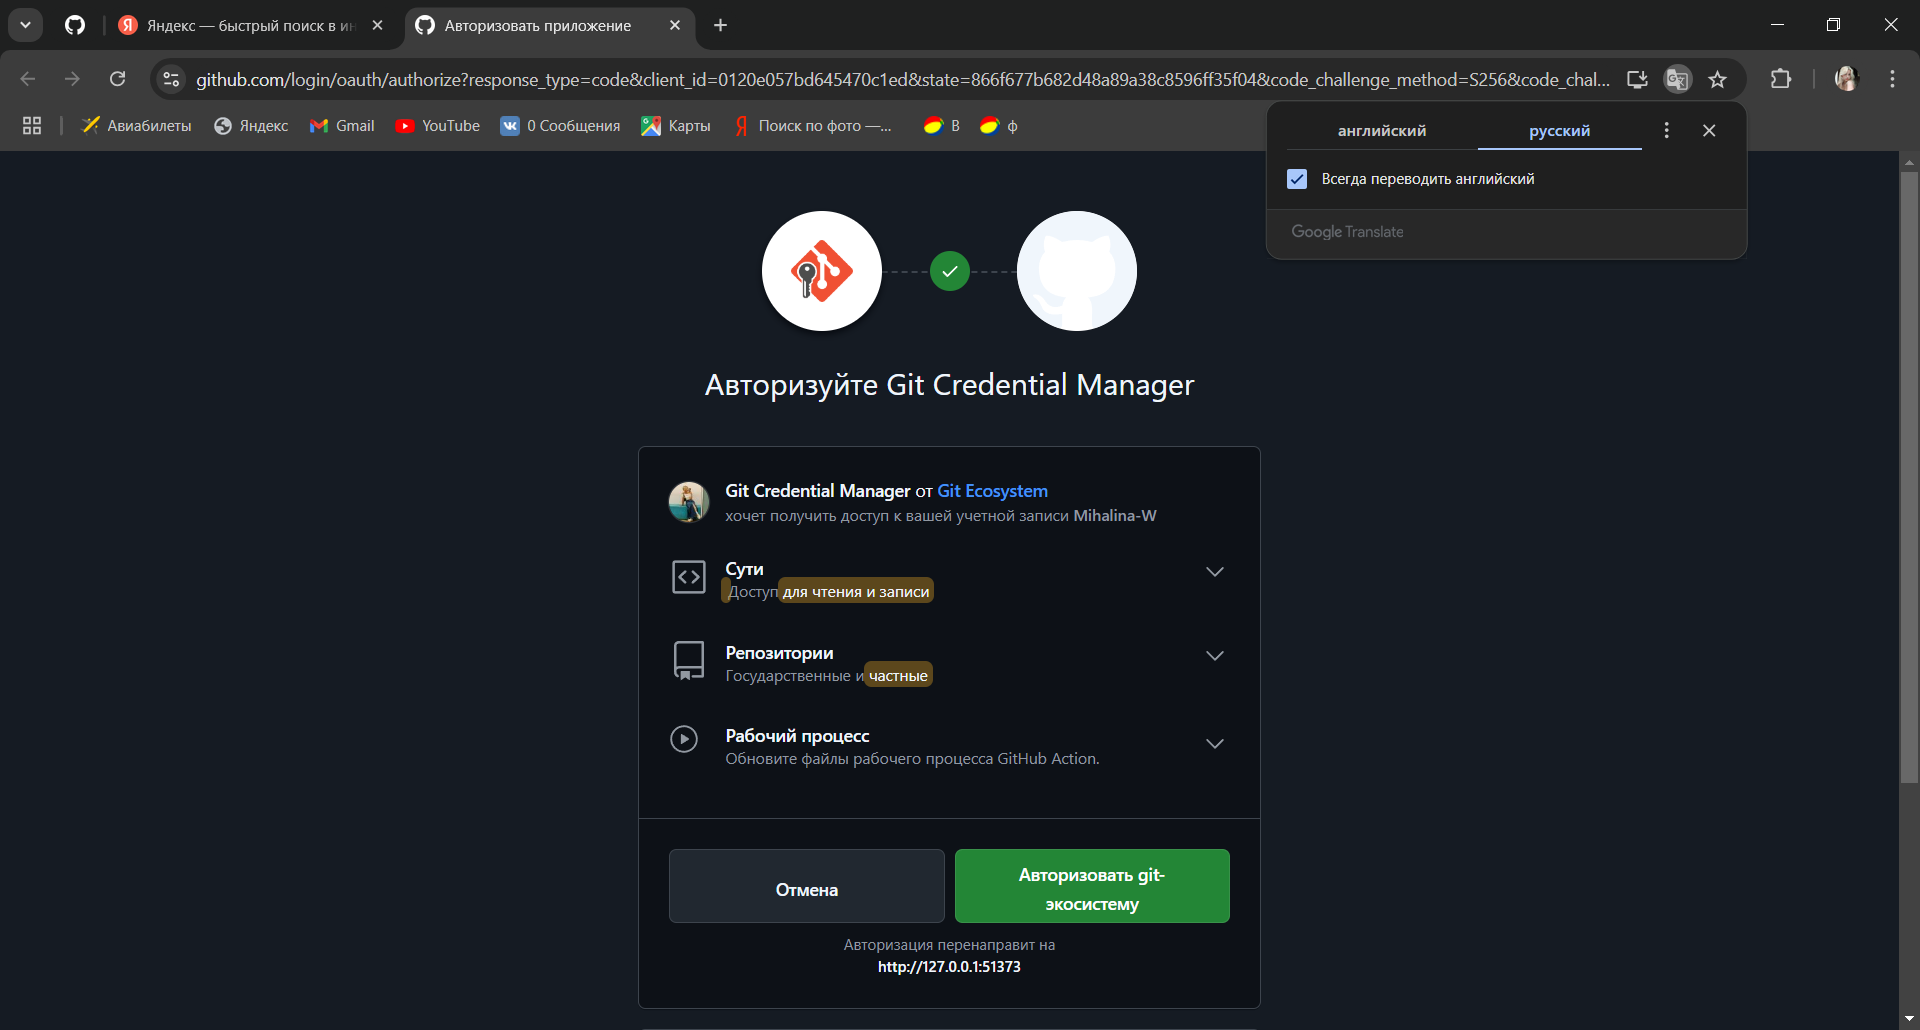 Яндекс — быстрый поиск в ин
Авторизовать приложение
github.com/login/oauth/authorize?response_type=code&client_id=0120e057bd645470c1ed&state=866f677b682d48a89a38c8596ff35f04&code_challenge_method=S256&code_chal...
Авиабилеты
Яндекс
Gmail
YouTube
0 Сообщения
Карты
Поиск по фото —...
В
ф
английский
русский
Всегда переводить английский
Google Translate
Авторизуйте Git Credential Manager
Git Credential Manager от Git Ecosystem
хочет получить доступ к вашей учетной записи Mihalina-W
Сути
Доступ для чтения и записи
Репозитории
Государственные и частные
Рабочий процесс
Обновите файлы рабочего процесса GitHub Action.
Отмена
Авторизовать git-
экосистему
Авторизация перенаправит на
http://127.0.0.1:51373